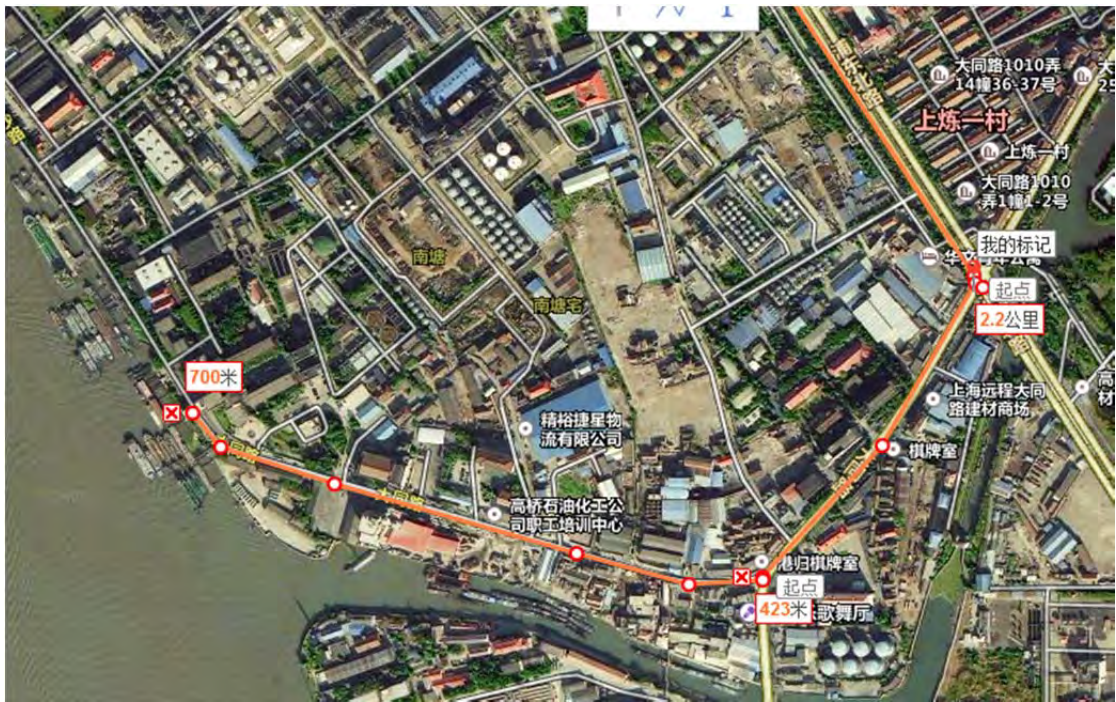 大同路1010弄
14幢36-37号
上炼一村
上炼一村
大同路1010
弄1幢1-2号
我的标记
起点
2.2公里
南塘
南塘宅
700米
上海远程大同
路建材商场
精裕捷星物
流有限公司
棋牌室
大同路
高桥石油化工公
司职工培训中心
港归棋牌室
起点
423米
歌舞厅